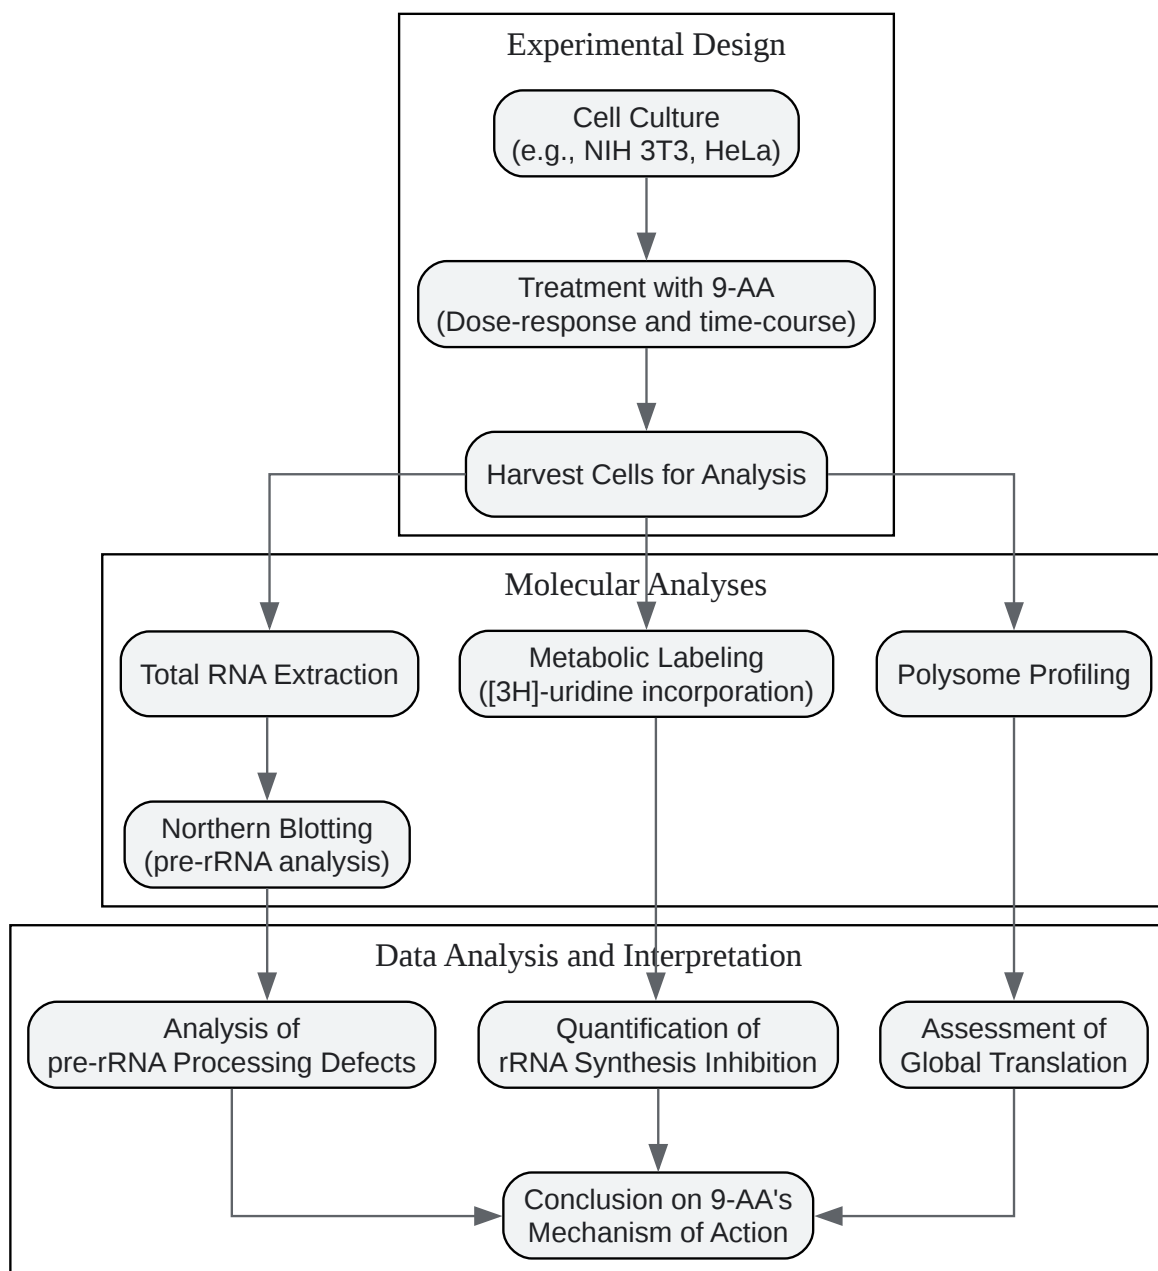 Experimental Design
Cell Culture
(e.g., NIH 3T3, HeLa)
Treatment with 9-AA
(Dose-response and time-course)
Harvest Cells for Analysis
Molecular Analyses
Total RNA Extraction
Metabolic Labeling
([3H]-uridine incorporation)
Polysome Profiling
Northern Blotting
(pre-rRNA analysis)
Data Analysis and Interpretation
Analysis of
pre-rRNA Processing Defects
Quantification of
rRNA Synthesis Inhibition
Assessment of
Global Translation
Conclusion on 9-AA's
Mechanism of Action